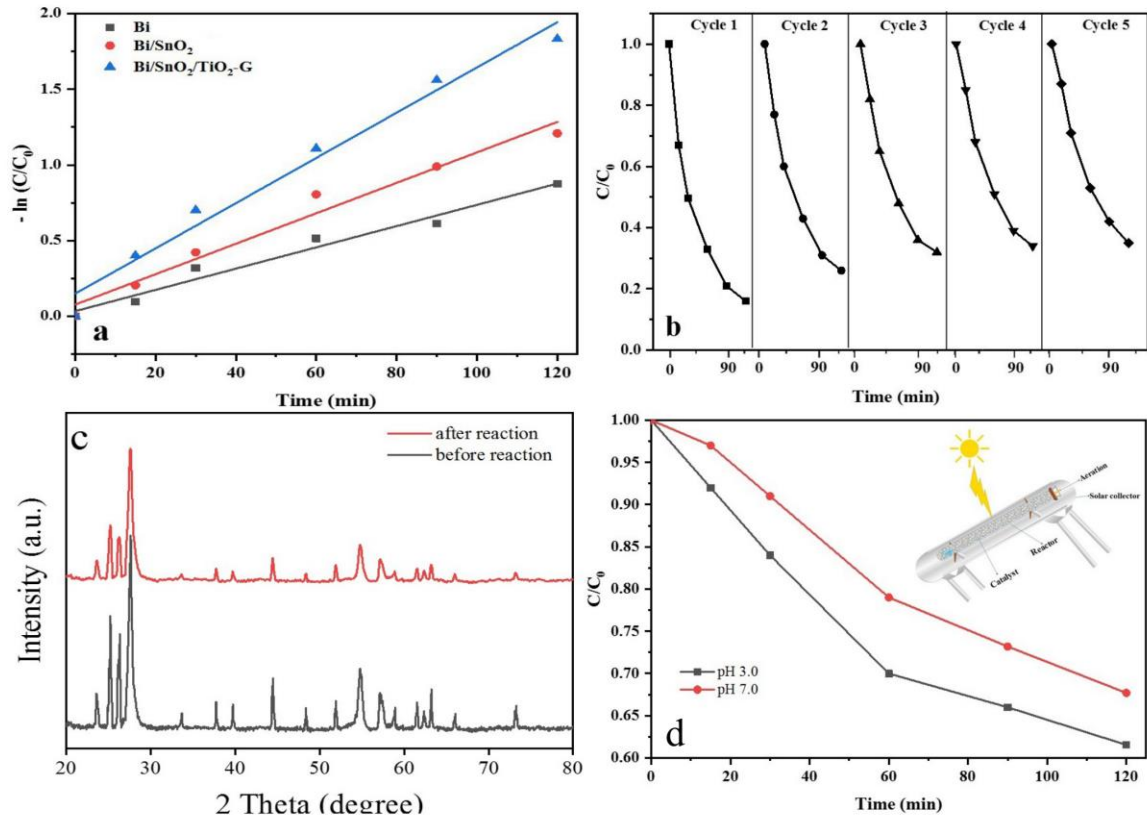 2.0
1.5
1.0
0.5
0.0
- ln (C/C₀)
Bi
Bi/SnO₂
Bi/SnO₂/TiO₂-G
a
0 20 40 60 80 100 120
Time (min)
Cycle 1 Cycle 2 Cycle 3 Cycle 4 Cycle 5
1.0
0.8
0.6
0.4
0.2
0.0
C/C₀
b
0 90 0 90 0 90 0 90 0 90
Time (min)
c
after reaction
before reaction
Intensity (a.u.)
20 30 40 50 60 70 80
2 Theta (degree)
1.00
0.95
0.90
0.85
0.80
0.75
0.70
0.65
0.60
C/C₀
Aeration
Solar collector
Reactor
Catalyst
pH 3.0
pH 7.0
d
0 20 40 60 80 100 120
Time (min)